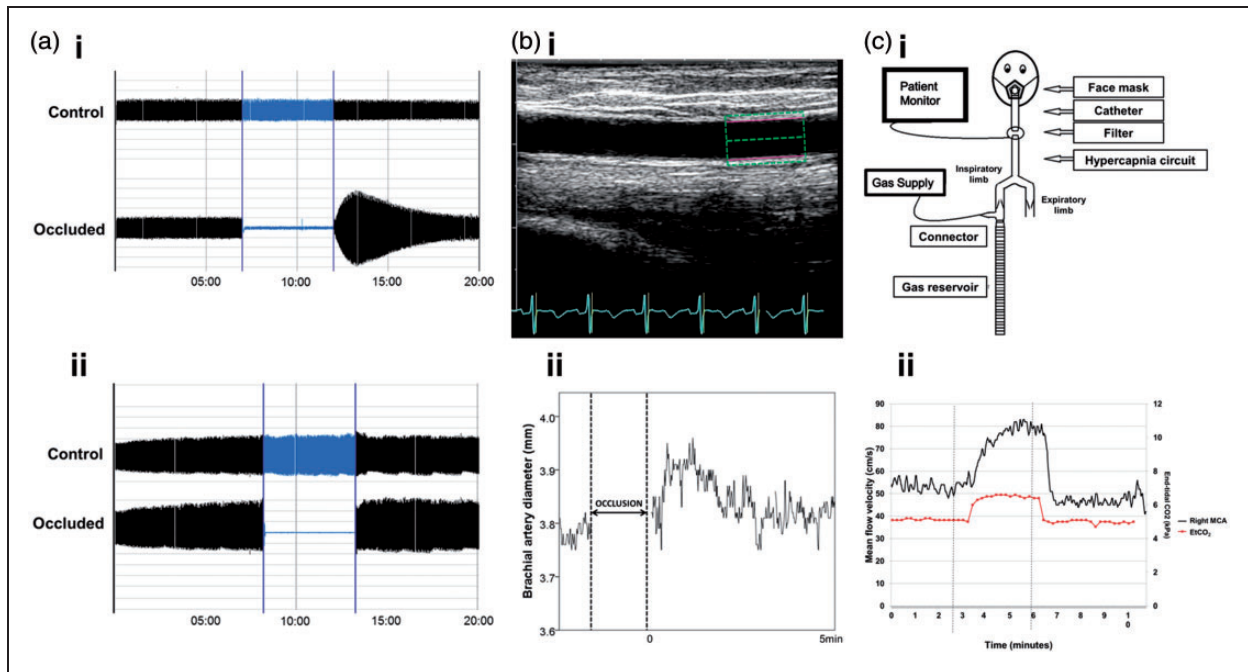 (a) i
Control
Occluded
05:00 10:00 15:00 20:00
ii
Control
Occluded
05:00 10:00 15:00 20:00
(b) i
ii
Brachial artery diameter (mm)
4.0
3.9
3.8
3.7
3.6
OCCLUSION
0 5min
(c) i
Patient
Monitor
Face mask
Catheter
Filter
Hypercapnia circuit
Inspiratory
limb
Gas Supply
Expiratory
limb
Connector
Gas reservoir
ii
Mean flow velocity (cm/s)
90
80
70
60
50
40
30
20
10
0
12
10
8
6
4
2
0
End-tidal CO2 (kPa)
Right MCA
EtCO₂
0 1 2 3 4 5 6 7 8 9 1
0
Time (minutes)